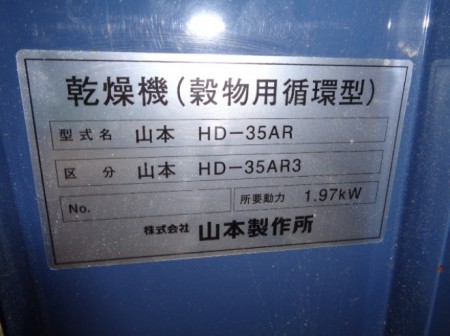 乾燥機(穀物用循環型)
型式名 山本 HD-35AR
区分 山本 HD-35AR3
No. 所要動力 1.97kW
株式会社 山本製作所